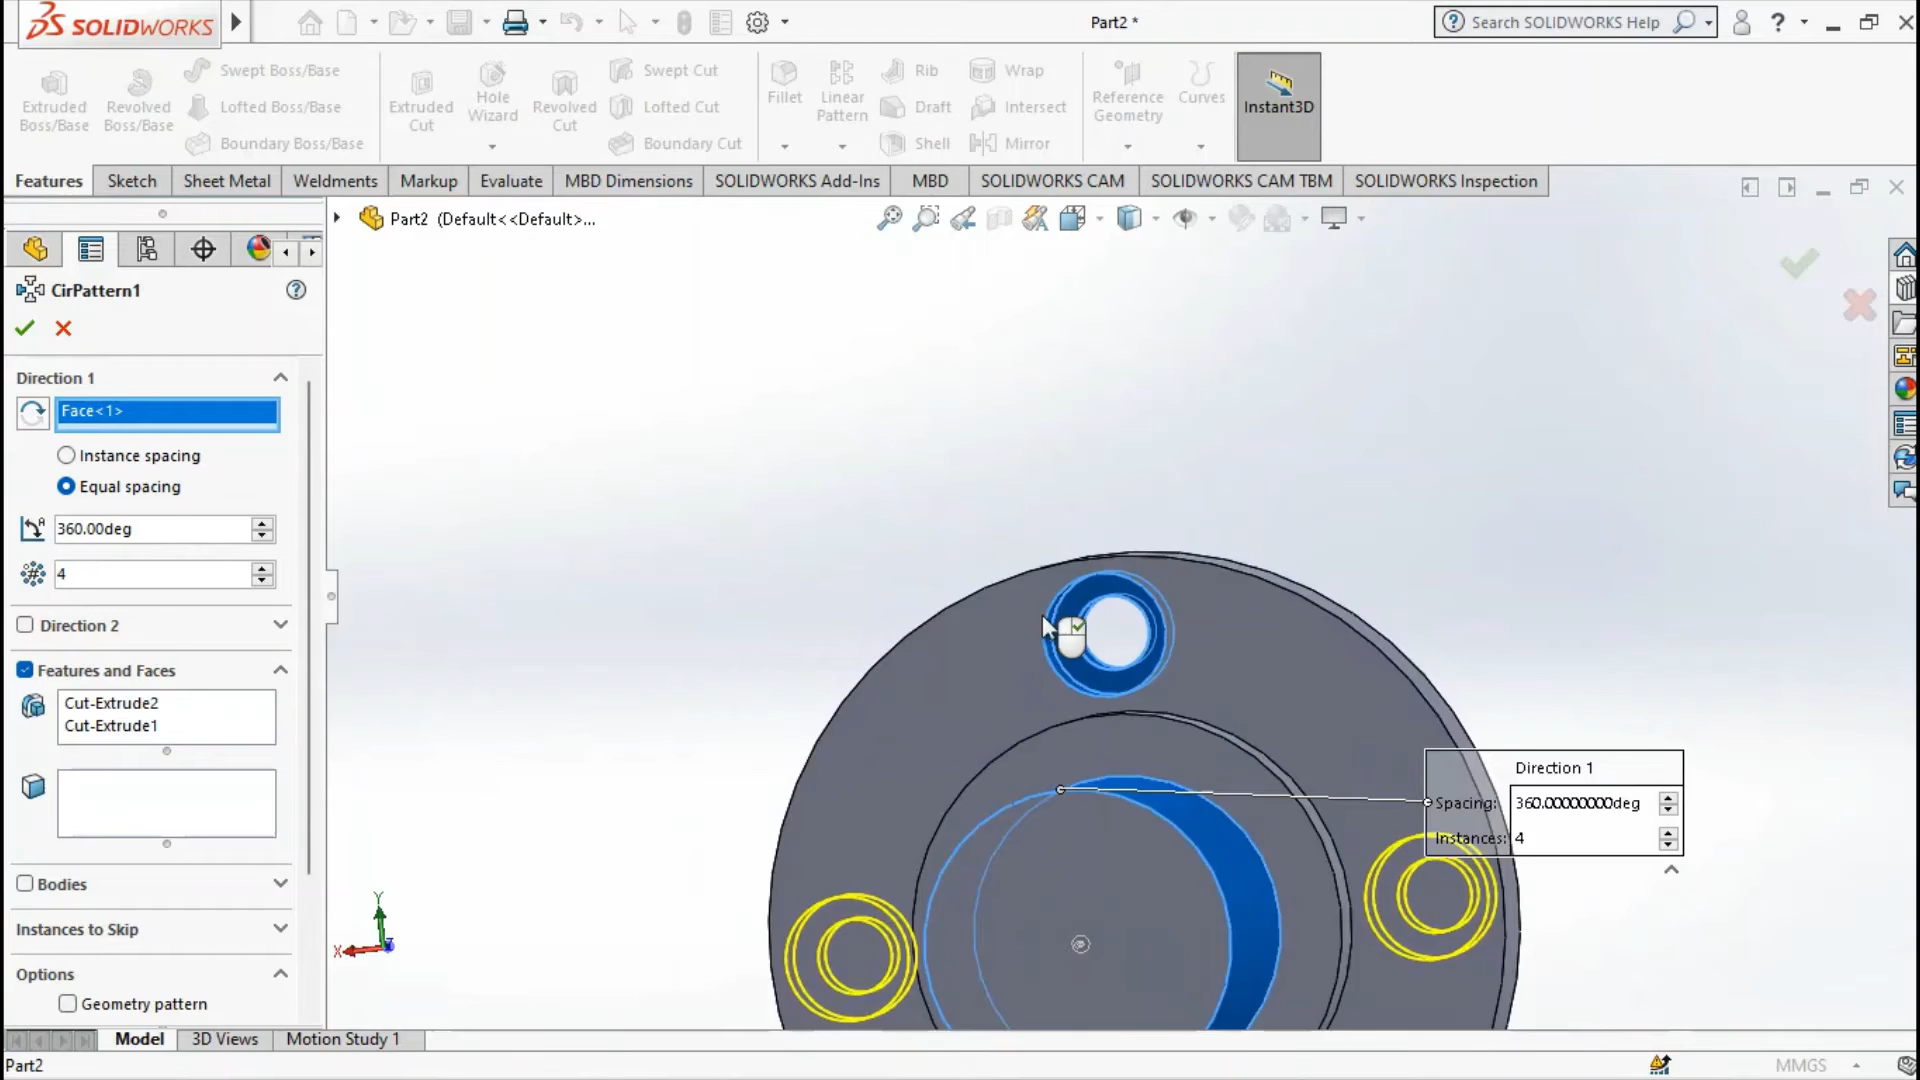 SOLIDWORKS
Part2 *
Search SOLIDWORKS Help
Extruded Boss/Base
Revolved Boss/Base
Swept Boss/Base
Lofted Boss/Base
Boundary Boss/Base
Extruded Cut
Hole Wizard
Revolved Cut
Swept Cut
Lofted Cut
Boundary Cut
Fillet
Linear Pattern
Rib
Draft
Shell
Wrap
Intersect
Mirror
Reference Geometry
Curves
Instant3D
Features
Sketch
Sheet Metal
Weldments
Markup
Evaluate
MBD Dimensions
SOLIDWORKS Add-Ins
MBD
SOLIDWORKS CAM
SOLIDWORKS CAM TBM
SOLIDWORKS Inspection
Part2 (Default<<Default>...
CirPattern1
Direction 1
Face<1>
Instance spacing
Equal spacing
360.00deg
4
Direction 2
Features and Faces
Cut-Extrude2
Cut-Extrude1
Bodies
Instances to Skip
Options
Geometry pattern
Direction 1
Spacing: 360.00000000deg
Instances: 4
Y
X
Model
3D Views
Motion Study 1
Part2
MMGS